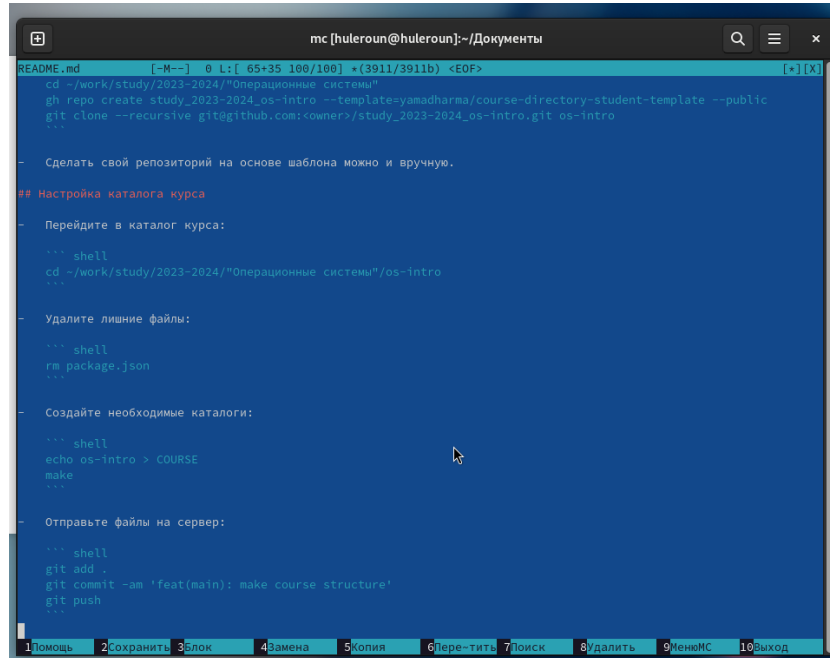 mc [huleroun@huleroun]:~/Документы
README.md [-M--] 0 L:[ 65+35 100/100] *(3911/3911b) <EOF> [*][X]
cd ~/work/study/2023-2024/"Операционные системы"
gh repo create study_2023-2024_os-intro --template=yamadharma/course-directory-student-template --public
git clone --recursive git@github.com:<owner>/study_2023-2024_os-intro.git os-intro
```
- Сделать свой репозиторий на основе шаблона можно и вручную.
## Настройка каталога курса
- Перейдите в каталог курса:
``` shell
cd ~/work/study/2023-2024/"Операционные системы"/os-intro
```
- Удалите лишние файлы:
``` shell
rm package.json
```
- Создайте необходимые каталоги:
``` shell
echo os-intro > COURSE
make
```
- Отправьте файлы на сервер:
``` shell
git add .
git commit -am 'feat(main): make course structure'
git push
```
1Помощь 2Сохранить 3Блок 4Замена 5Копия 6Пере~тить 7Поиск 8Удалить 9МенюMC 10Выход